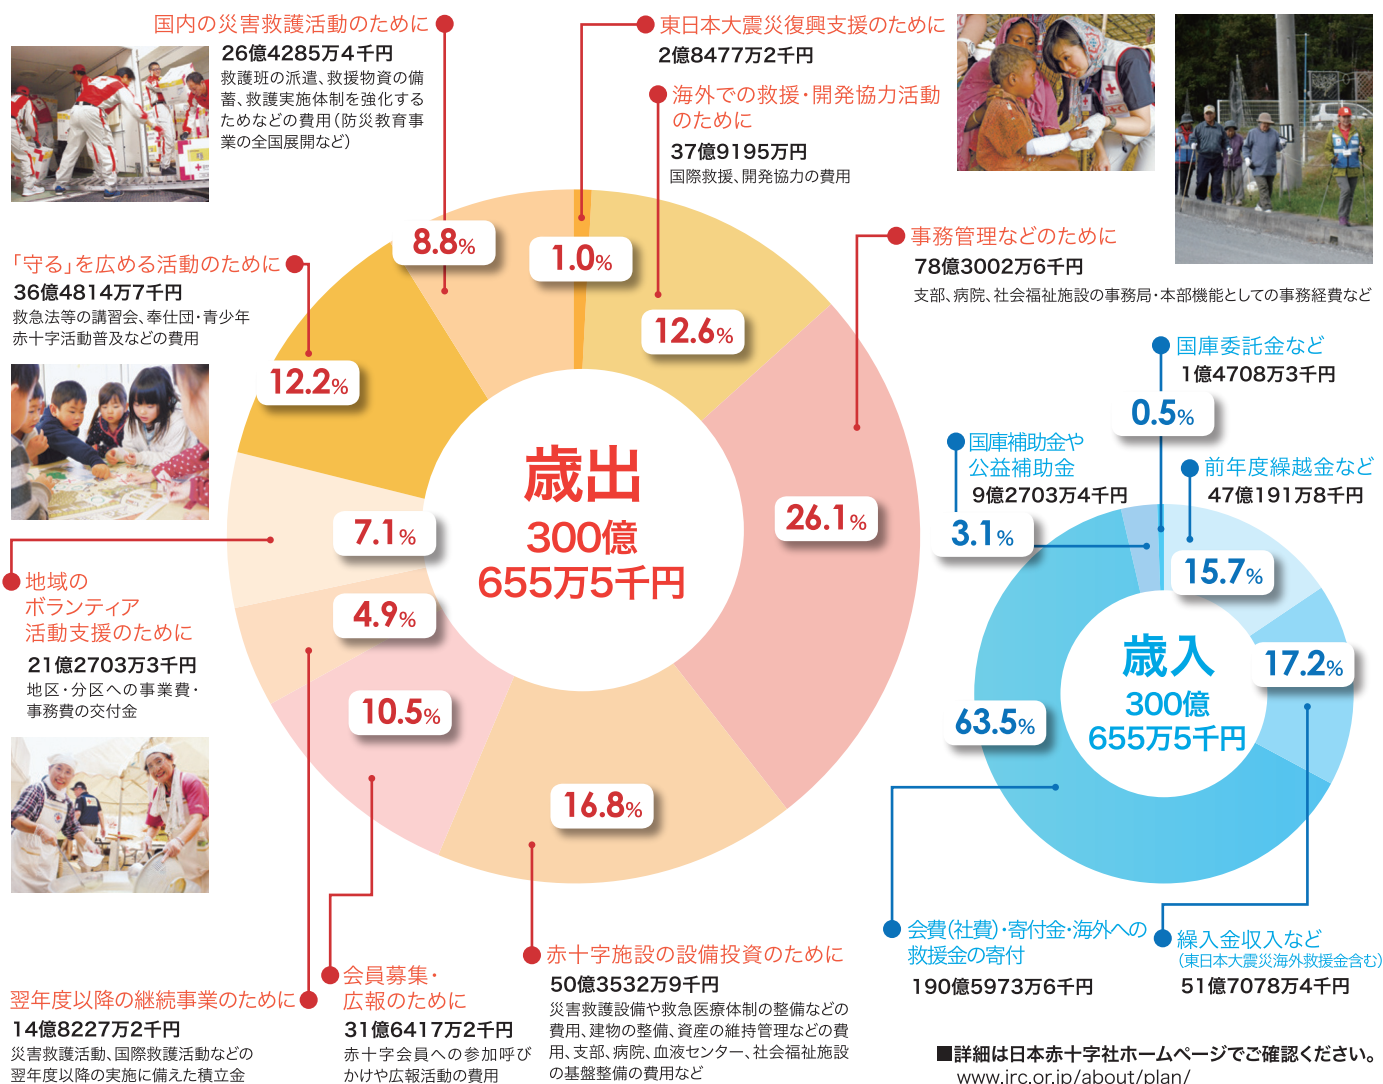 国内の災害救護活動のために
26億4285万4千円
救護班の派遣、救援物資の備
蓄、救護実施体制を強化する
ためなどの費用（防災教育事
業の全国展開など）
東日本大震災復興支援のために
2億8477万2千円
海外での救援・開発協力活動
のために
37億9195万円
国際救援、開発協力の費用
事務管理などのために
78億3002万6千円
支部、病院、社会福祉施設の事務局・本部機能としての事務経費など
「守る」を広める活動のために
36億4814万7千円
救急法等の講習会、奉仕団・青少年
赤十字活動普及などの費用
8.8%
1.0%
12.6%
12.2%
26.1%
7.1%
4.9%
10.5%
16.8%
歳出
300億
655万5千円
地域の
ボランティア
活動支援のために
21億2703万3千円
地区・分区への事業費・
事務費の交付金
翌年度以降の継続事業のために
14億8227万2千円
災害救護活動、国際救護活動などの
翌年度以降の実施に備えた積立金
会員募集・
広報のために
31億6417万2千円
赤十字会員への参加呼び
かけや広報活動の費用
赤十字施設の設備投資のために
50億3532万9千円
災害救護設備や救急医療体制の整備などの
費用、建物の整備、資産の維持管理などの費
用、支部、病院、血液センター、社会福祉施設
の基盤整備の費用など
国庫委託金など
1億4708万3千円
0.5%
国庫補助金や
公益補助金
9億2703万4千円
3.1%
前年度繰越金など
47億191万8千円
15.7%
17.2%
63.5%
歳入
300億
655万5千円
会費（社費）・寄付金・海外への
救援金の寄付
190億5973万6千円
繰入金収入など
（東日本大震災海外救援金含む）
51億7078万4千円
■詳細は日本赤十字社ホームページでご確認ください。
www.jrc.or.jp/about/plan/